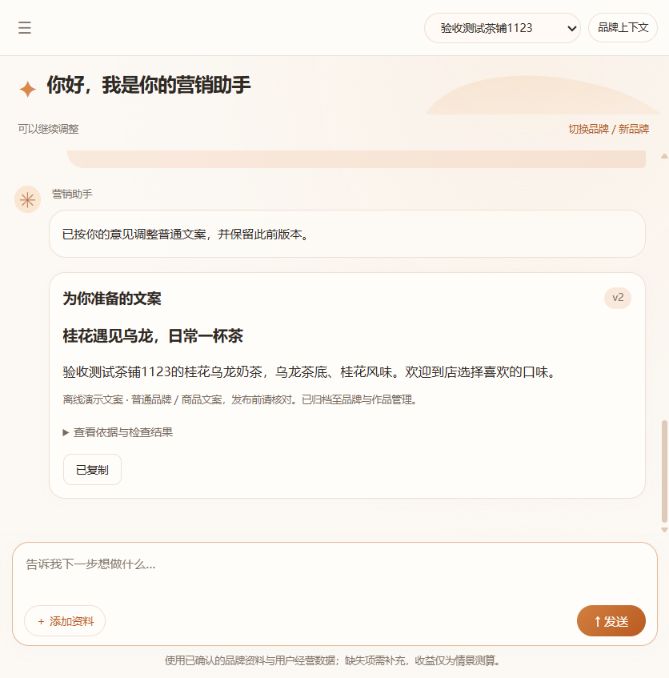 验收测试茶铺1123
品牌上下文
你好，我是你的营销助手
可以继续调整
切换品牌 / 新品牌
营销助手
已按你的意见调整普通文案，并保留此前版本。
为你准备的文案
v2
桂花遇见乌龙，日常一杯茶
验收测试茶铺1123的桂花乌龙奶茶，乌龙茶底、桂花风味。欢迎到店选择喜欢的口味。
离线演示文案 · 普通品牌 / 商品文案，发布前请核对。已归档至品牌与作品管理。
查看依据与检查结果
已复制
告诉我下一步想做什么...
+ 添加资料
↑ 发送
使用已确认的品牌资料与用户经营数据；缺失项需补充，收益仅为情景测算。